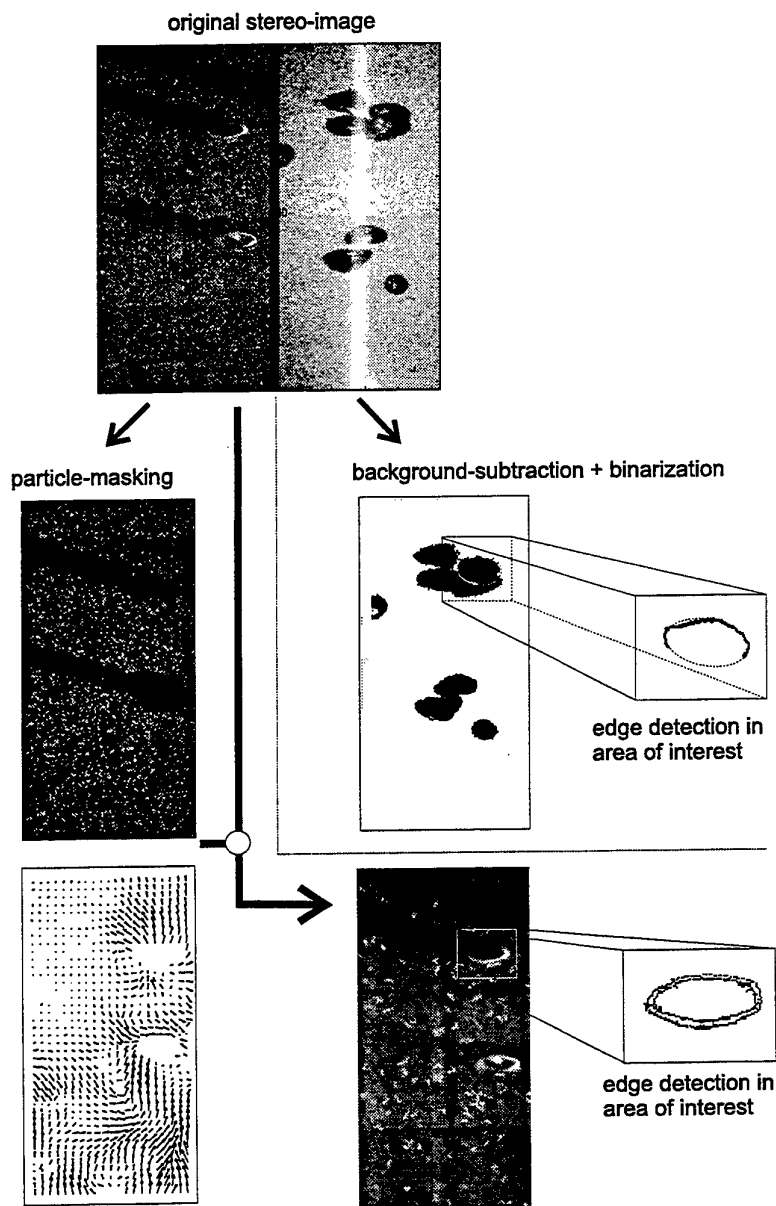 original stereo-image
particle-masking
background-subtraction + binarization
edge detection in
area of interest
edge detection in
area of interest